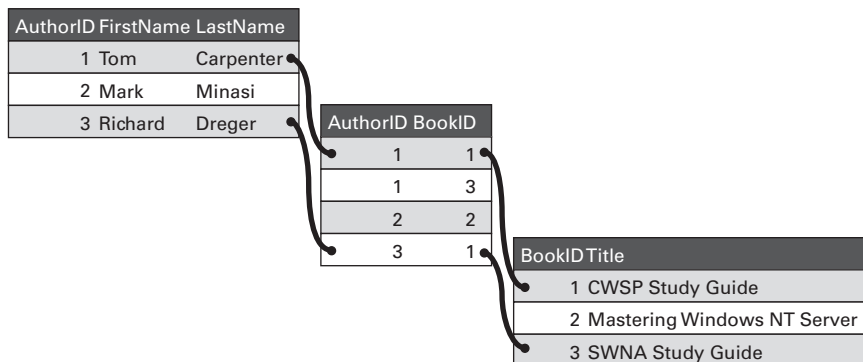 AuthorID FirstName LastName
1 Tom Carpenter
2 Mark Minasi
3 Richard Dreger
AuthorID BookID
1 1
1 3
2 2
3 1
BookID Title
1 CWSP Study Guide
2 Mastering Windows NT Server
3 SWNA Study Guide